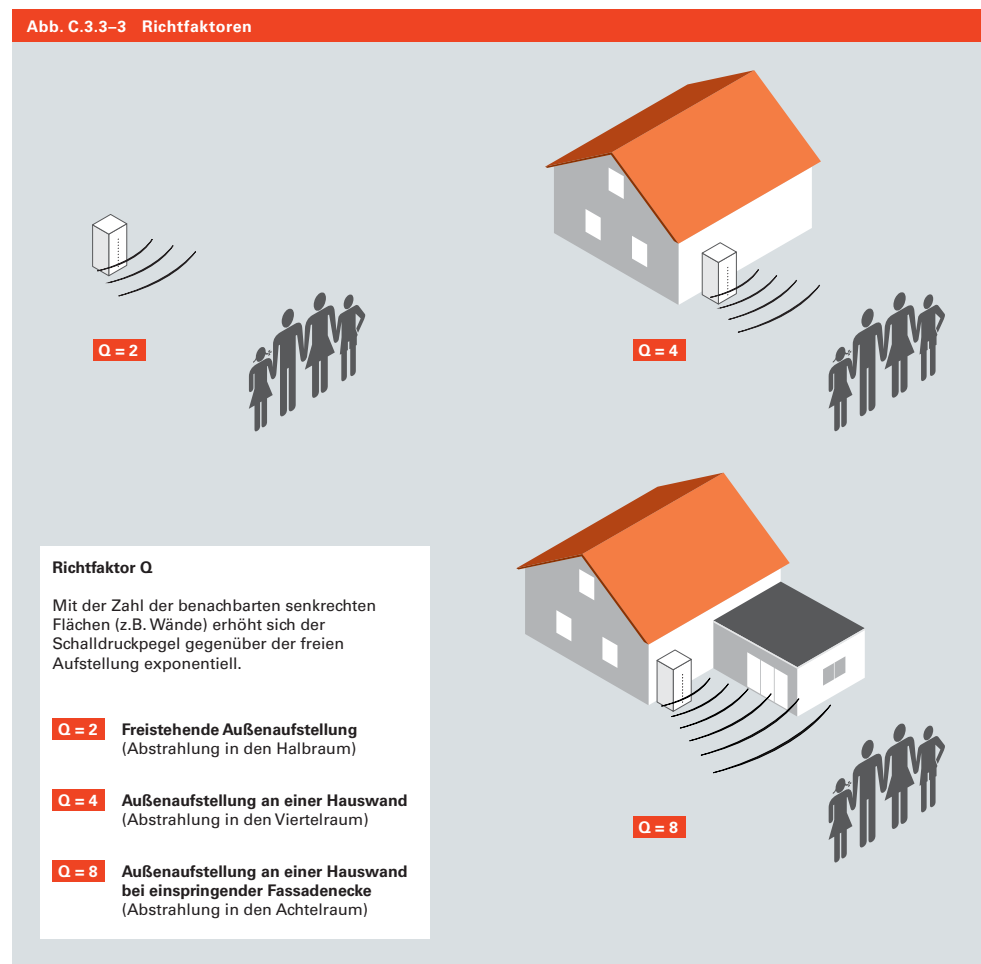 Abb. C.3.3–3 Richtfaktoren
Q = 2
Q = 4
Richtfaktor Q
Mit der Zahl der benachbarten senkrechten
Flächen (z.B. Wände) erhöht sich der
Schalldruckpegel gegenüber der freien
Aufstellung exponentiell.
Q = 2 Freistehende Außenaufstellung
(Abstrahlung in den Halbraum)
Q = 4 Außenaufstellung an einer Hauswand
(Abstrahlung in den Viertelraum)
Q = 8 Außenaufstellung an einer Hauswand
bei einspringender Fassadenecke
(Abstrahlung in den Achtelraum)
Q = 8